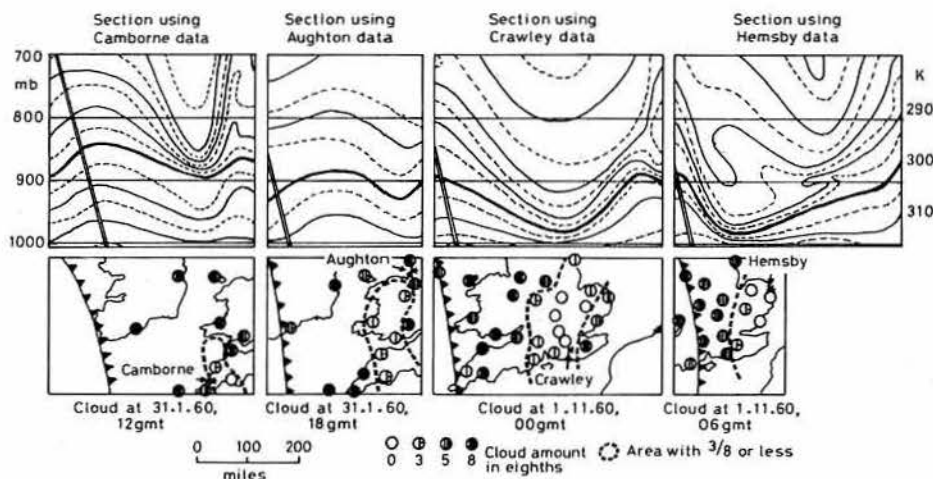 Section using
Camborne data
Section using
Aughton data
Section using
Crawley data
Section using
Hemsby data
700
mb
800
900
1000
K
290
300
310
Aughton
Hemsby
Camborne
Crawley
Cloud at 31.1.60,
12gmt
Cloud at 31.1.60,
18gmt
Cloud at 1.11.60,
00gmt
Cloud at 1.11.60,
06gmt
0 100 200
miles
0 3 5 8
Cloud amount
in eighths
Area with 3/8 or less